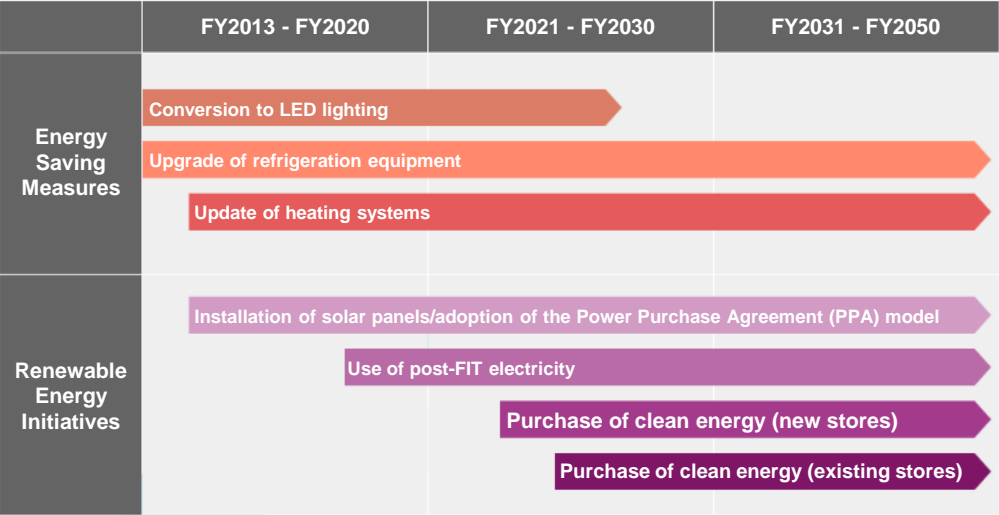 FY2013 - FY2020
FY2021 - FY2030
FY2031 - FY2050
Energy
Saving
Measures
Conversion to LED lighting
Upgrade of refrigeration equipment
Update of heating systems
Renewable
Energy
Initiatives
Installation of solar panels/adoption of the Power Purchase Agreement (PPA) model
Use of post-FIT electricity
Purchase of clean energy (new stores)
Purchase of clean energy (existing stores)